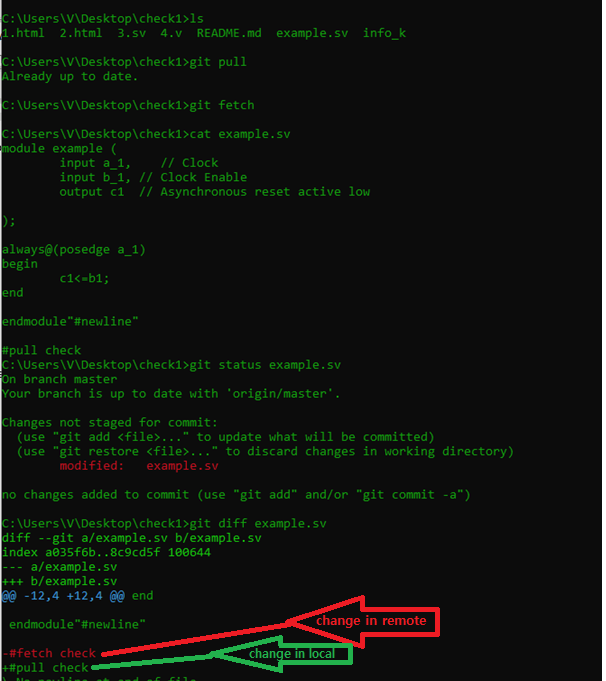 C:\Users\V\Desktop\check1>ls
1.html  2.html  3.sv  4.v  README.md  example.sv  info_k
C:\Users\V\Desktop\check1>git pull
Already up to date.
C:\Users\V\Desktop\check1>git fetch
C:\Users\V\Desktop\check1>cat example.sv
module example (
        input a_1,    // Clock
        input b_1, // Clock Enable
        output c1  // Asynchronous reset active low
);
always@(posedge a_1)
begin
        c1<=b1;
end
endmodule"#newline"
#pull check
C:\Users\V\Desktop\check1>git status example.sv
On branch master
Your branch is up to date with 'origin/master'.
Changes not staged for commit:
  (use "git add <file>..." to update what will be committed)
  (use "git restore <file>..." to discard changes in working directory)
        modified:   example.sv
no changes added to commit (use "git add" and/or "git commit -a")
C:\Users\V\Desktop\check1>git diff example.sv
diff --git a/example.sv b/example.sv
index a035f6b..8c9cd5f 100644
--- a/example.sv
+++ b/example.sv
@@ -12,4 +12,4 @@ end
change in remote
 endmodule"#newline"
-#fetch check
change in local
+#pull check
\ No newline at end of file